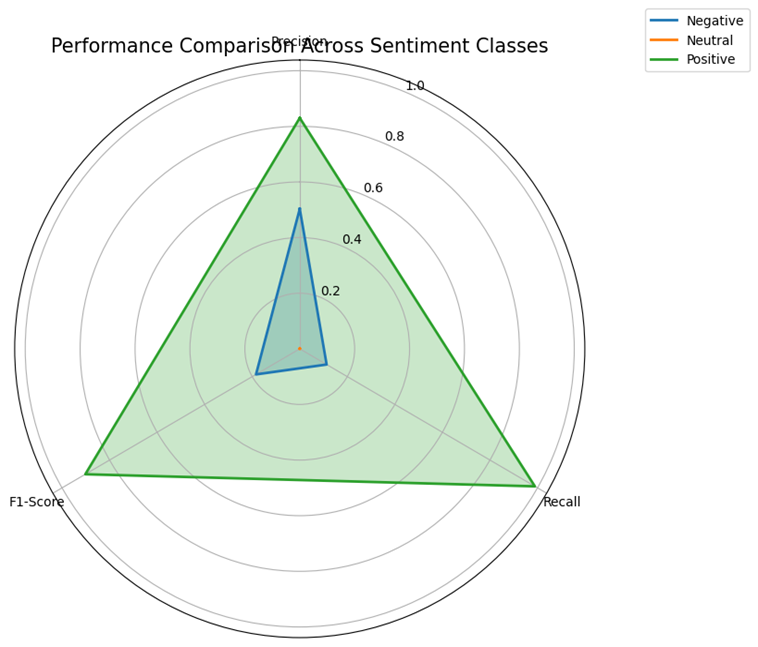 Performance Comparison Across Sentiment Classes
Precision
Negative
Neutral
Positive
1.0
0.8
0.6
0.4
0.2
F1-Score
Recall